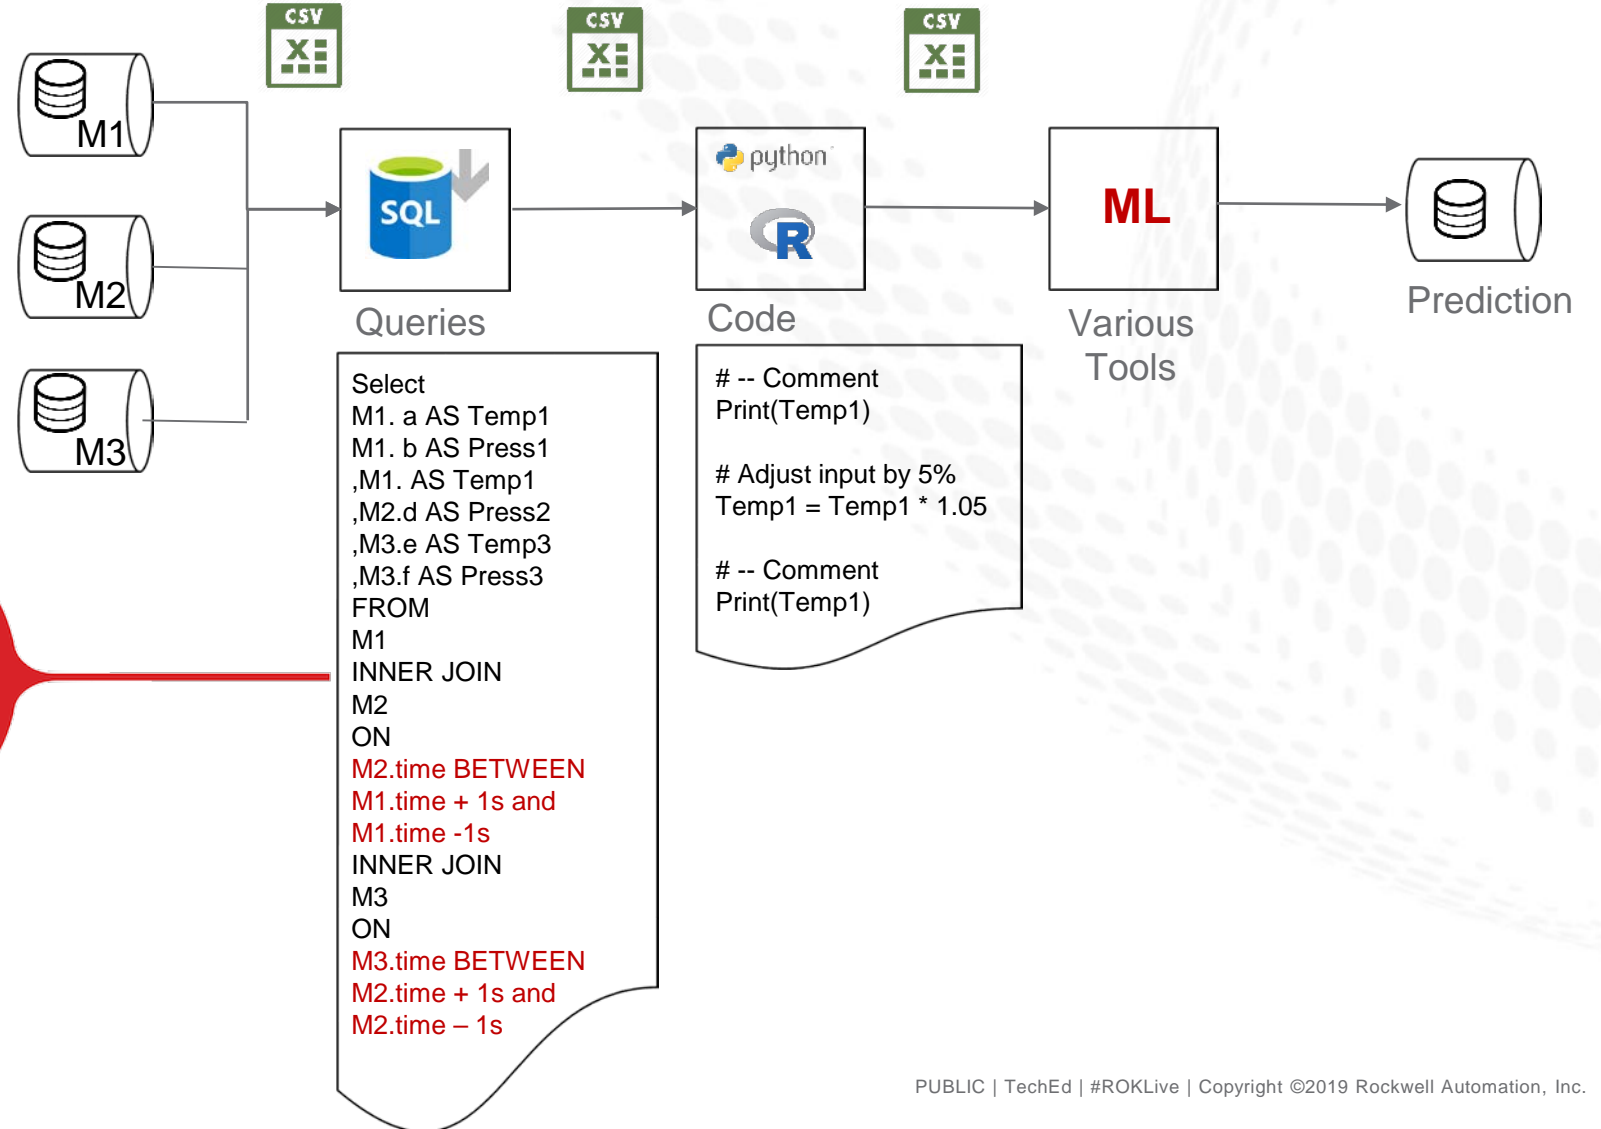 CSV
CSV
CSV
M1
M2
M3
SQL
Queries
python
R
Code
ML
Various
Tools
Prediction
Select
M1. a AS Temp1
M1. b AS Press1
,M1. AS Temp1
,M2.d AS Press2
,M3.e AS Temp3
,M3.f AS Press3
FROM
M1
INNER JOIN
M2
ON
M2.time BETWEEN
M1.time + 1s and
M1.time -1s
INNER JOIN
M3
ON
M3.time BETWEEN
M2.time + 1s and
M2.time – 1s
# -- Comment
Print(Temp1)
# Adjust input by 5%
Temp1 = Temp1 * 1.05
# -- Comment
Print(Temp1)
PUBLIC | TechEd | #ROKLive | Copyright ©2019 Rockwell Automation, Inc.